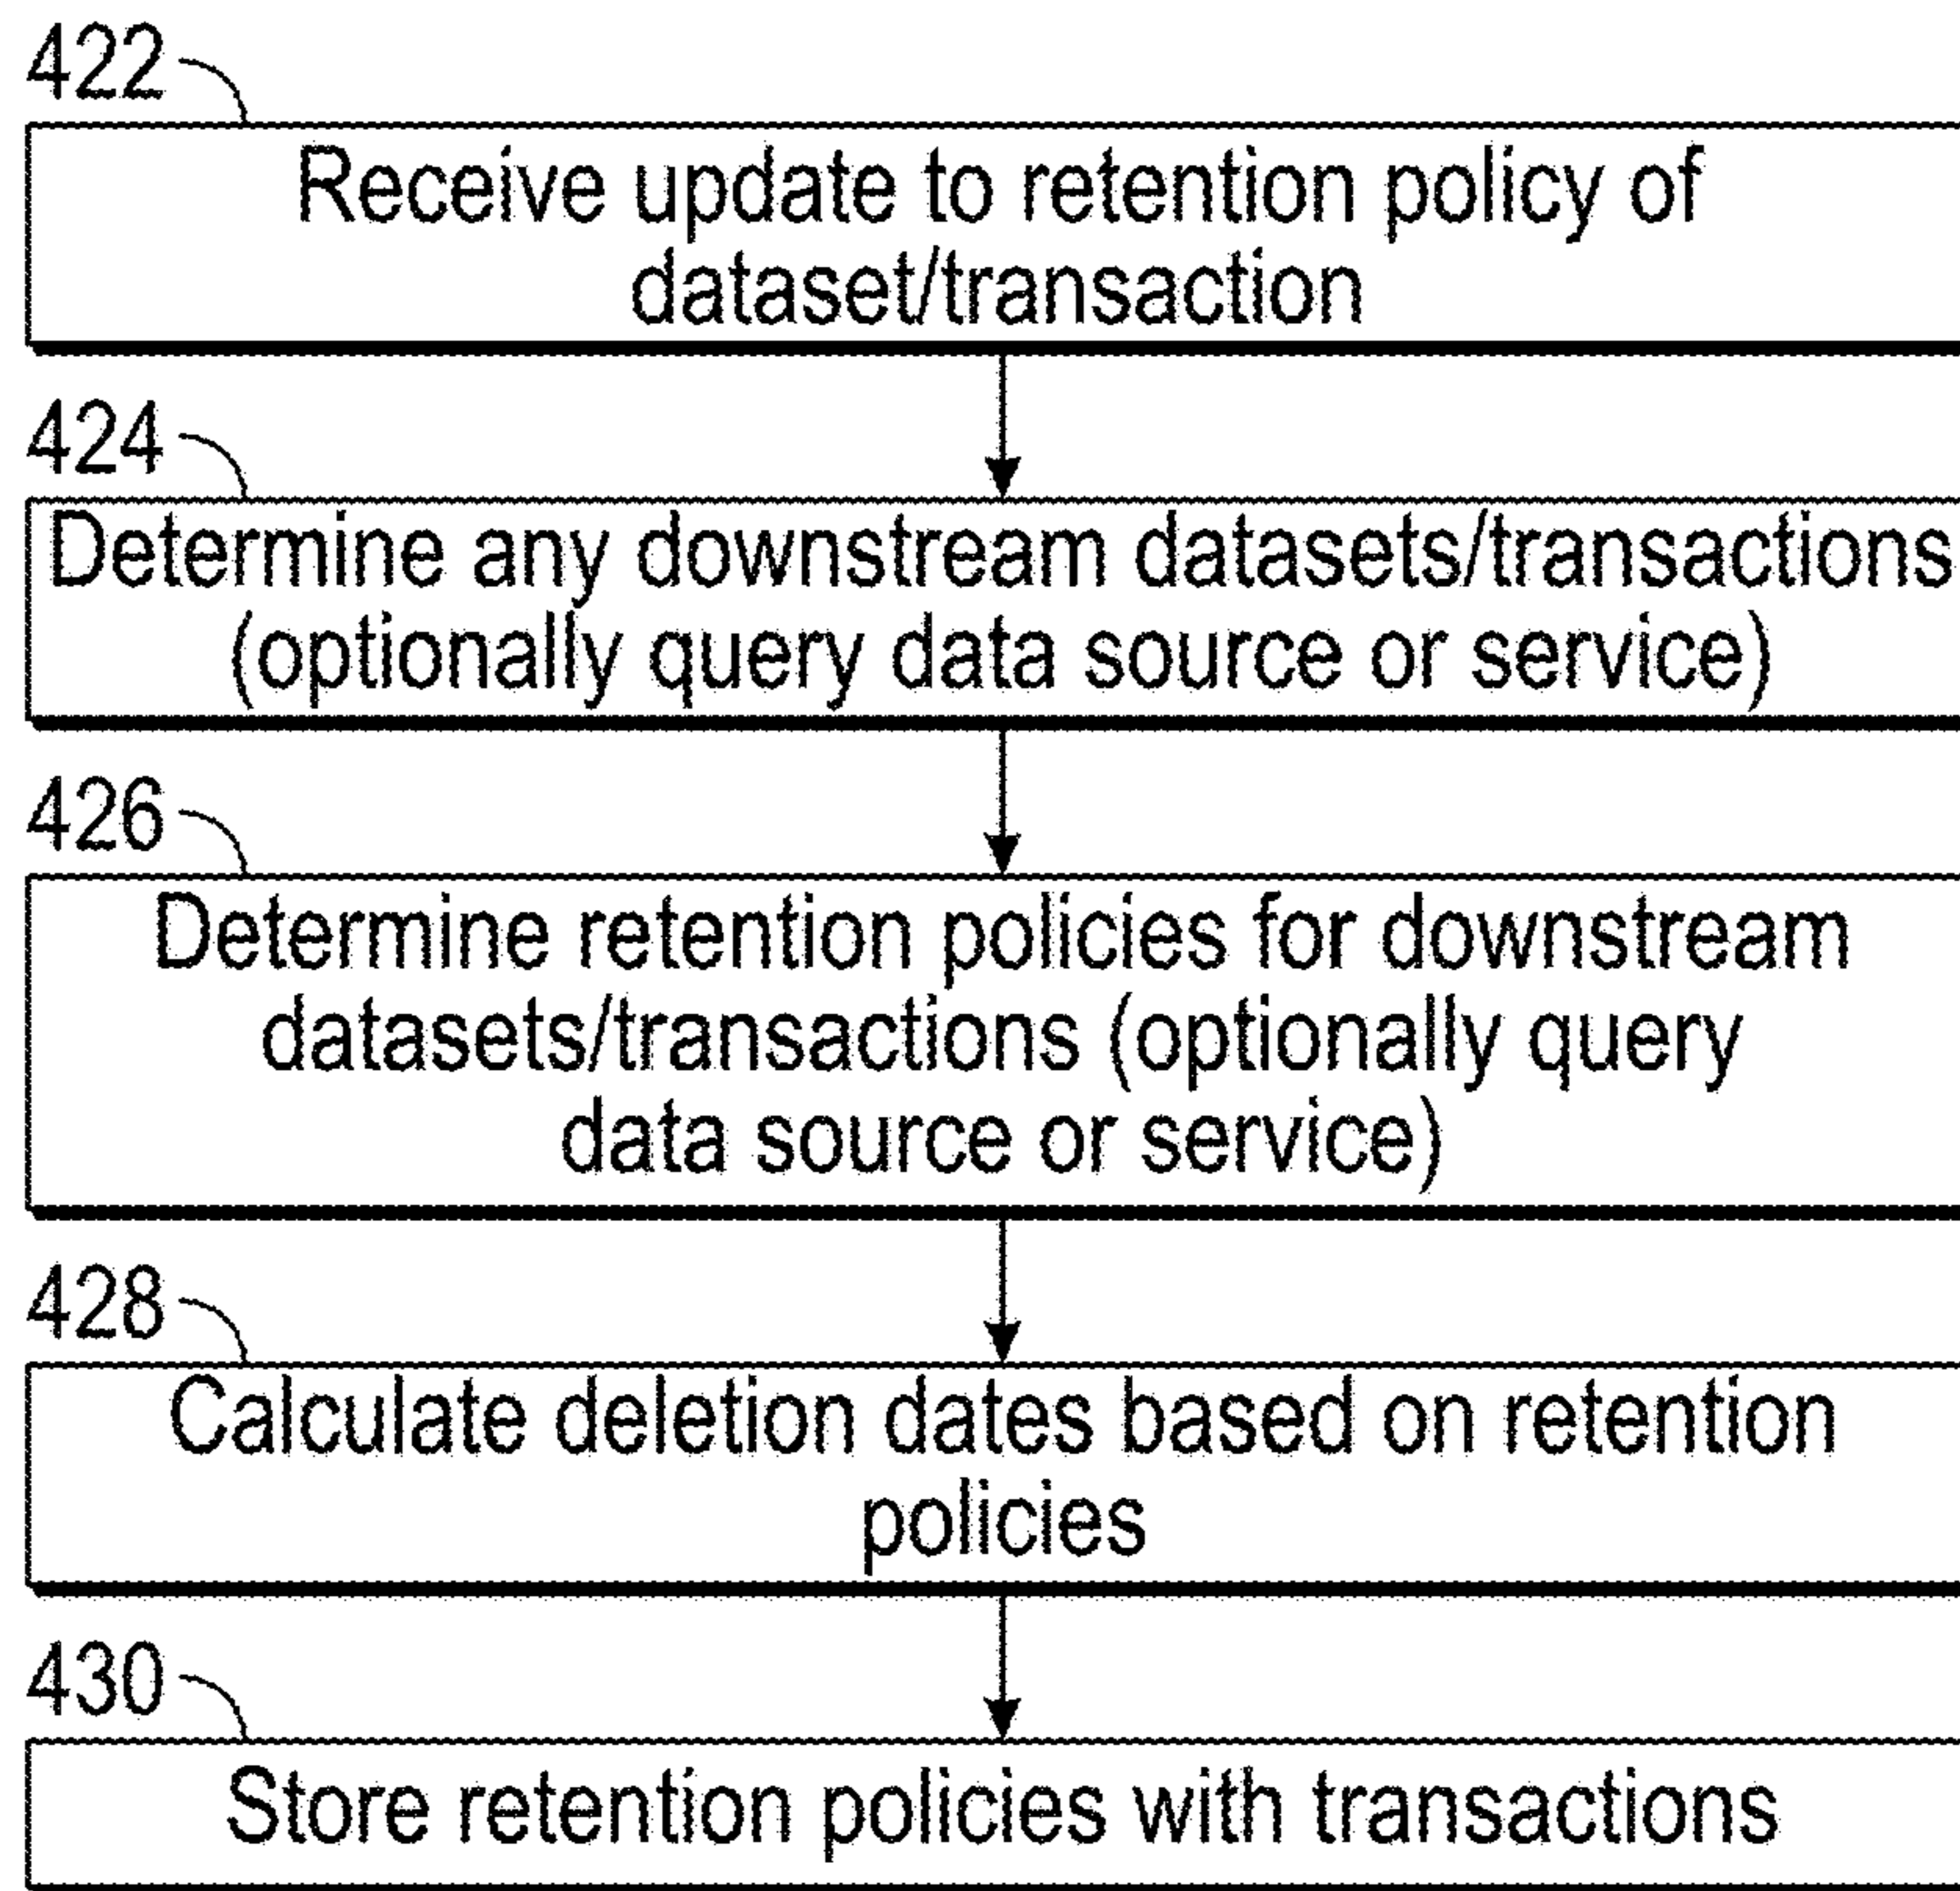 422
Receive update to retention policy of
dataset/transaction
424
Determine any downstream datasets/transactions
(optionally query data source or service)
426
Determine retention policies for downstream
datasets/transactions (optionally query
data source or service)
428
Calculate deletion dates based on retention
policies
430
Store retention policies with transactions